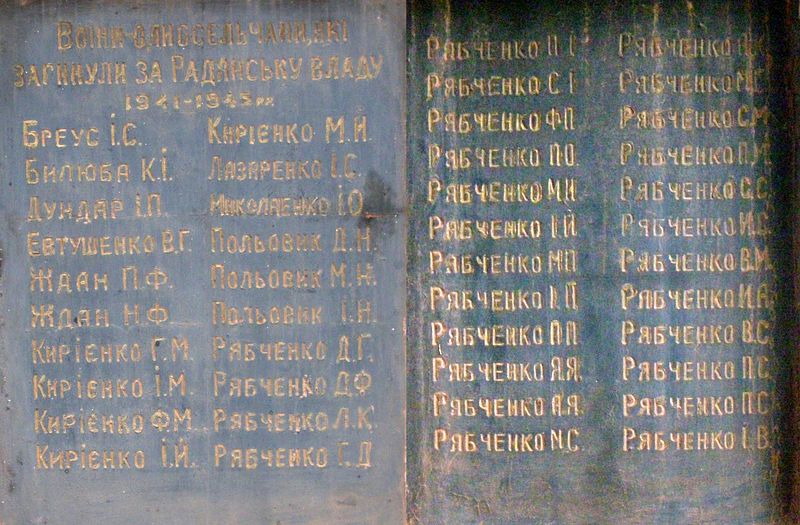 Воїни-односельчани, які
загинули за Радянську владу
1941-1945рр
Бреус І.С.
Билюба К.І.
Дундар І.П.
Евтушенко В.Г.
Ждан П.Ф.
Ждан Н.Ф.
Кирієнко Г.М.
Кирієнко І.М.
Кирієнко Ф.М.
Кирієнко І.Й.
Кирієнко М.Й.
Лазаренко І.С.
Миколаенко І.О.
Польовик Д.Н.
Польовик М.Н.
Польовик І.Н.
Рябченко Д.Г.
Рябченко Д.Ф
Рябченко Л.К.
Рябченко Г.Д
Рябченко
Рябченко С.І
Рябченко Ф.П
Рябченко П.О.
Рябченко М.И.
Рябченко І.Й
Рябченко М.П
Рябченко І.П
Рябченко П.П
Рябченко Я.Я.
Рябченко А.Я.
Рябченко М.С.
Рябченко
Рябченко
Рябченко С.М.
Рябченко
Рябченко С.С.
Рябченко И.С.
Рябченко В.М.
Рябченко И.А.
Рябченко В.С.
Рябченко П.С.
Рябченко П.С.
Рябченко І.В.